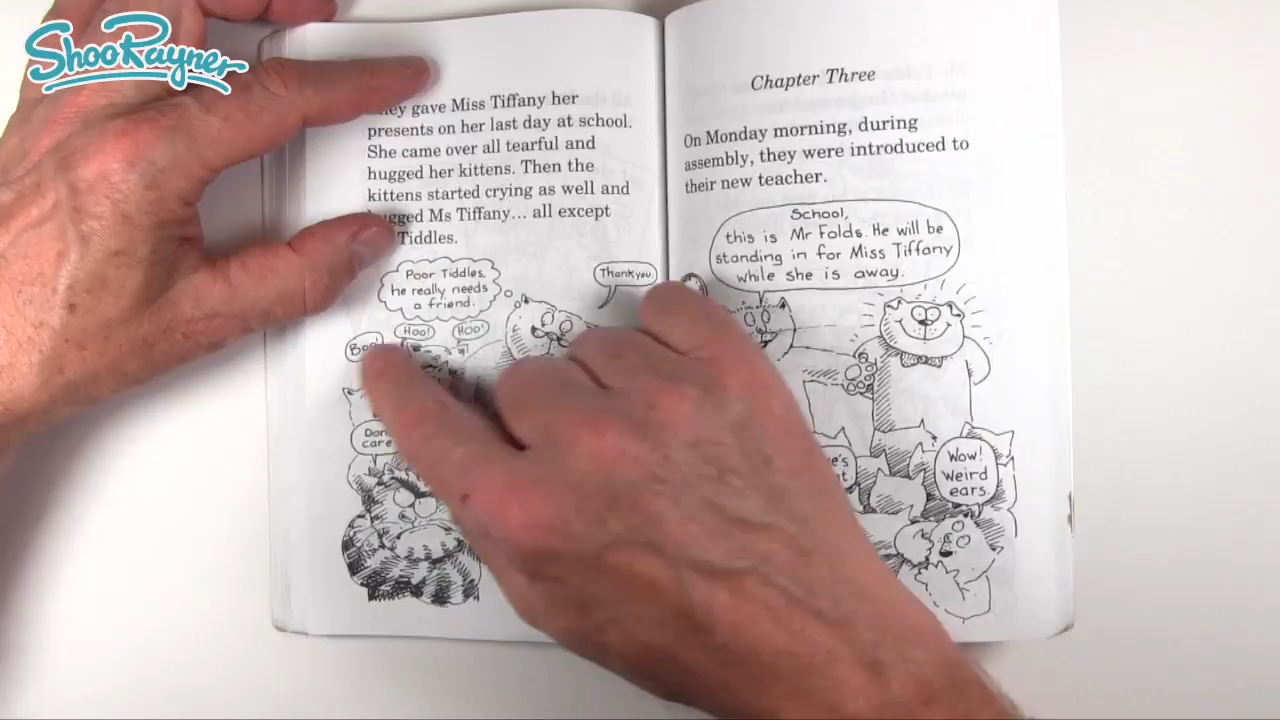 ShooRayner
They gave Miss Tiffany her
presents on her last day at school.
She came over all tearful and
hugged her kittens. Then the
kittens started crying as well and
hugged Ms Tiffany... all except
Tiddles.
Poor Tiddles,
he really needs
a friend.
Thankyou
Hoo!
Hoo!
Boo!
Don't
care
Chapter Three
On Monday morning, during
assembly, they were introduced to
their new teacher.
School,
this is Mr Folds. He will be
standing in for Miss Tiffany
while she is away.
Wow!
Weird
ears.